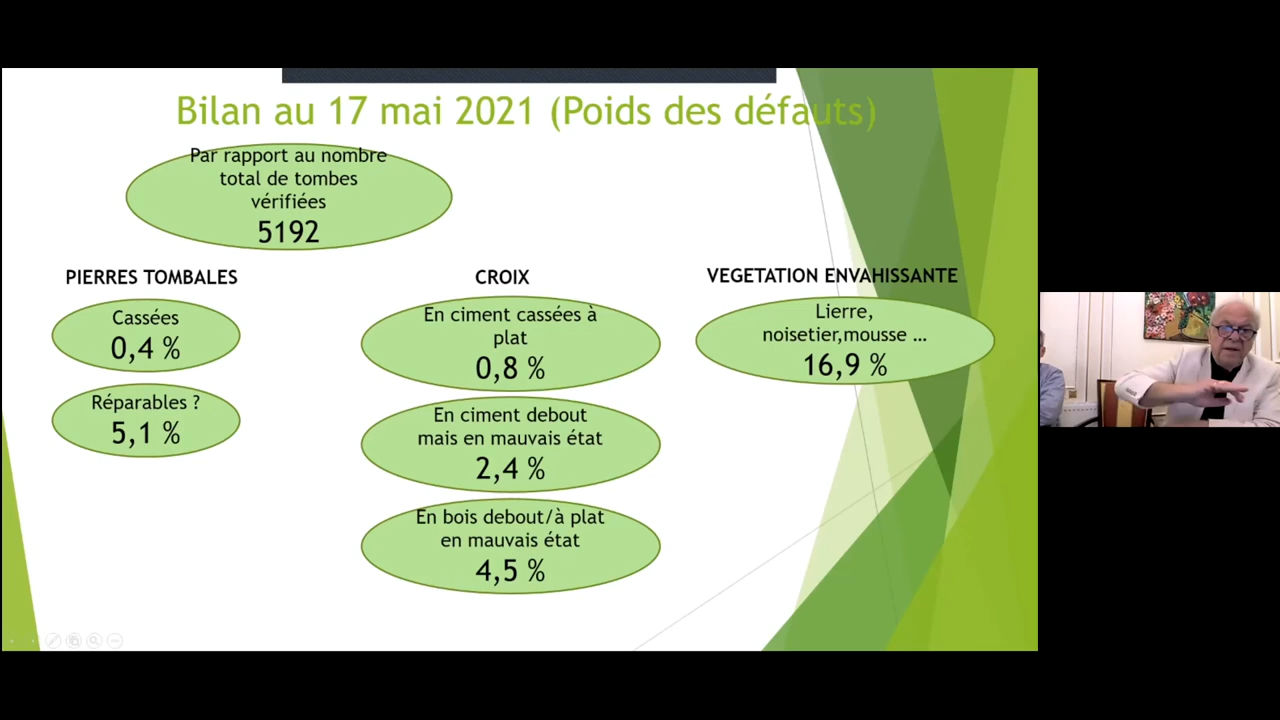 Bilan au 17 mai 2021 (Poids des défauts)
Par rapport au nombre
total de tombes
vérifiées
5192
PIERRES TOMBALES
Cassées
0,4 %
Réparables ?
5,1 %
CROIX
En ciment cassées à
plat
0,8 %
En ciment debout
mais en mauvais état
2,4 %
En bois debout/à plat
en mauvais état
4,5 %
VEGETATION ENVAHISSANTE
Lierre,
noisetier,mousse …
16,9 %